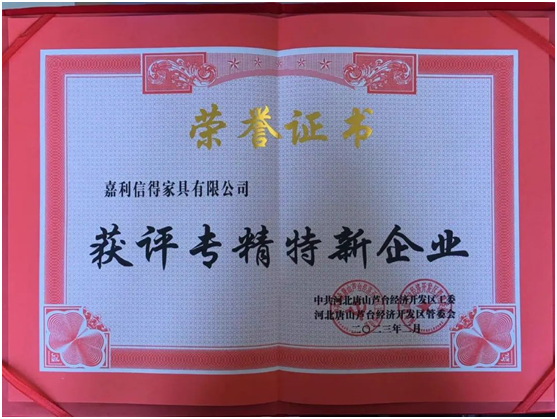 荣誉证书
嘉利信得家具有限公司
获评专精特新企业
中共河北唐山芦台经济开发区工委
河北唐山芦台经济开发区管委会
二〇二三年二月